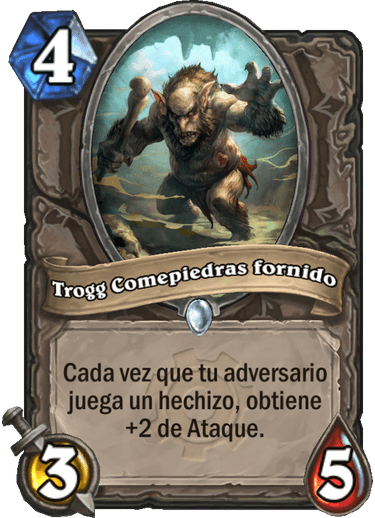 4
Trogg Comepiedras fornido
Cada vez que tu adversario
juega un hechizo, obtiene
+2 de Ataque.
3
5